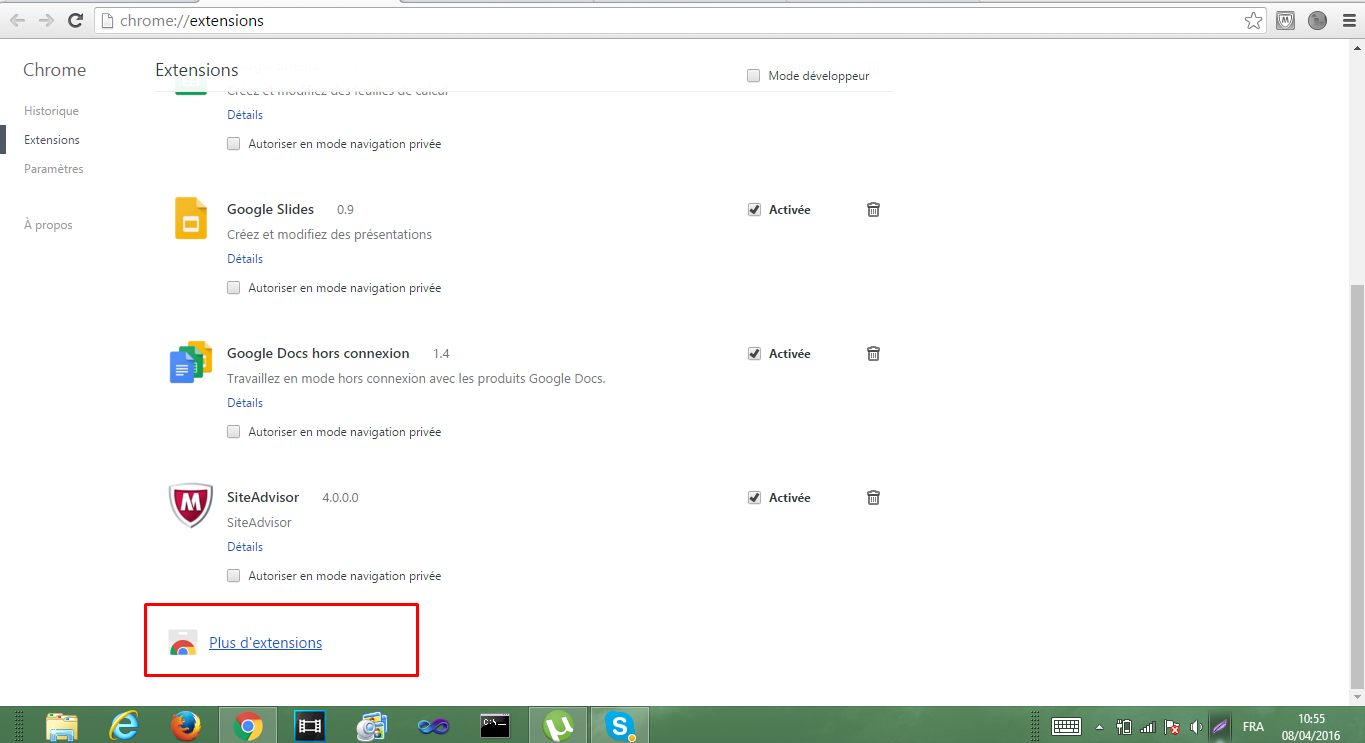 chrome://extensions
Chrome
Extensions
Mode développeur
Historique
Extensions
Paramètres
À propos
Créez et modifiez des feuilles de calcul
Détails
Autoriser en mode navigation privée
Google Slides 0.9 Activée
Créez et modifiez des présentations
Détails
Autoriser en mode navigation privée
Google Docs hors connexion 1.4 Activée
Travaillez en mode hors connexion avec les produits Google Docs.
Détails
Autoriser en mode navigation privée
SiteAdvisor 4.0.0.0 Activée
SiteAdvisor
Détails
Autoriser en mode navigation privée
Plus d'extensions
FRA
10:55
08/04/2016